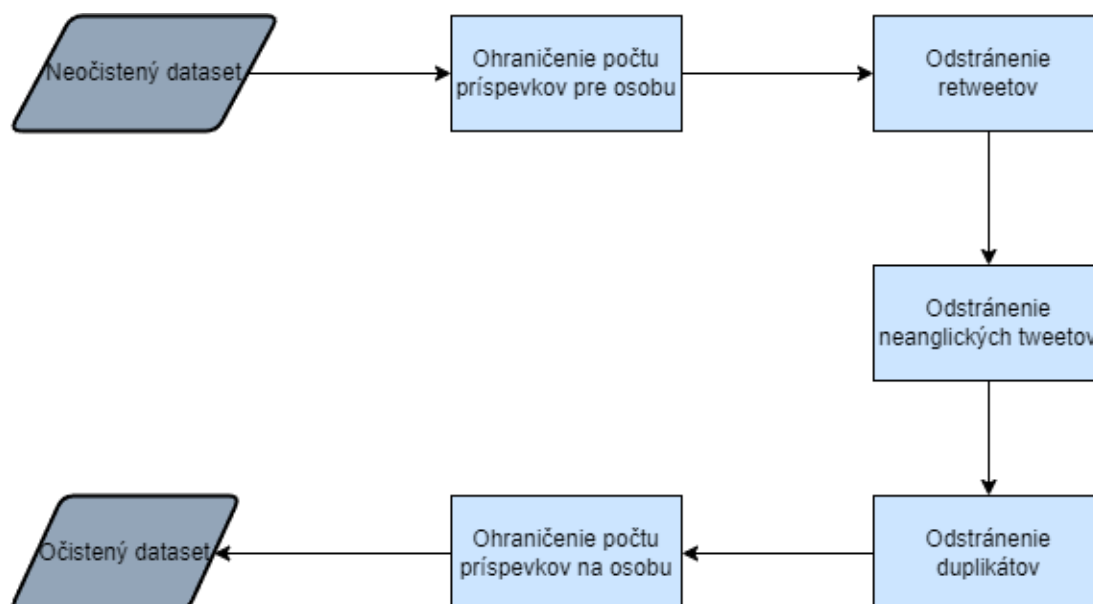 Neočistený dataset
Ohraničenie počtu
príspevkov pre osobu
Odstránenie
retweetov
Odstránenie
neanglických tweetov
Odstránenie
duplikátov
Ohraničenie počtu
príspevkov na osobu
Očistený dataset